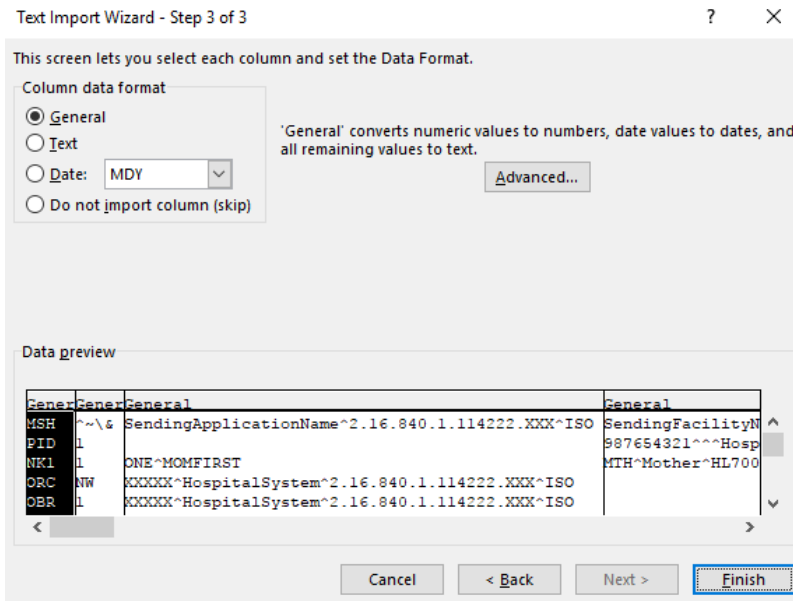 Text Import Wizard - Step 3 of 3 ?
This screen lets you select each column and set the Data Format.
Column data format
General
Text
Date: MDY
Do not import column (skip)
'General' converts numeric values to numbers, date values to dates, and
all remaining values to text.
Advanced...
Data preview
Gener Gener General General
MSH ^~\& SendingApplicationName^2.16.840.1.114222.XXX^ISO SendingFacilityN
PID 1 987654321^^^Hosp
NK1 1 ONE^MOMFIRST MTH^Mother^HL700
ORC NW XXXXX^HospitalSystem^2.16.840.1.114222.XXX^ISO
OBR 1 XXXXX^HospitalSystem^2.16.840.1.114222.XXX^ISO
Cancel < Back Next > Finish